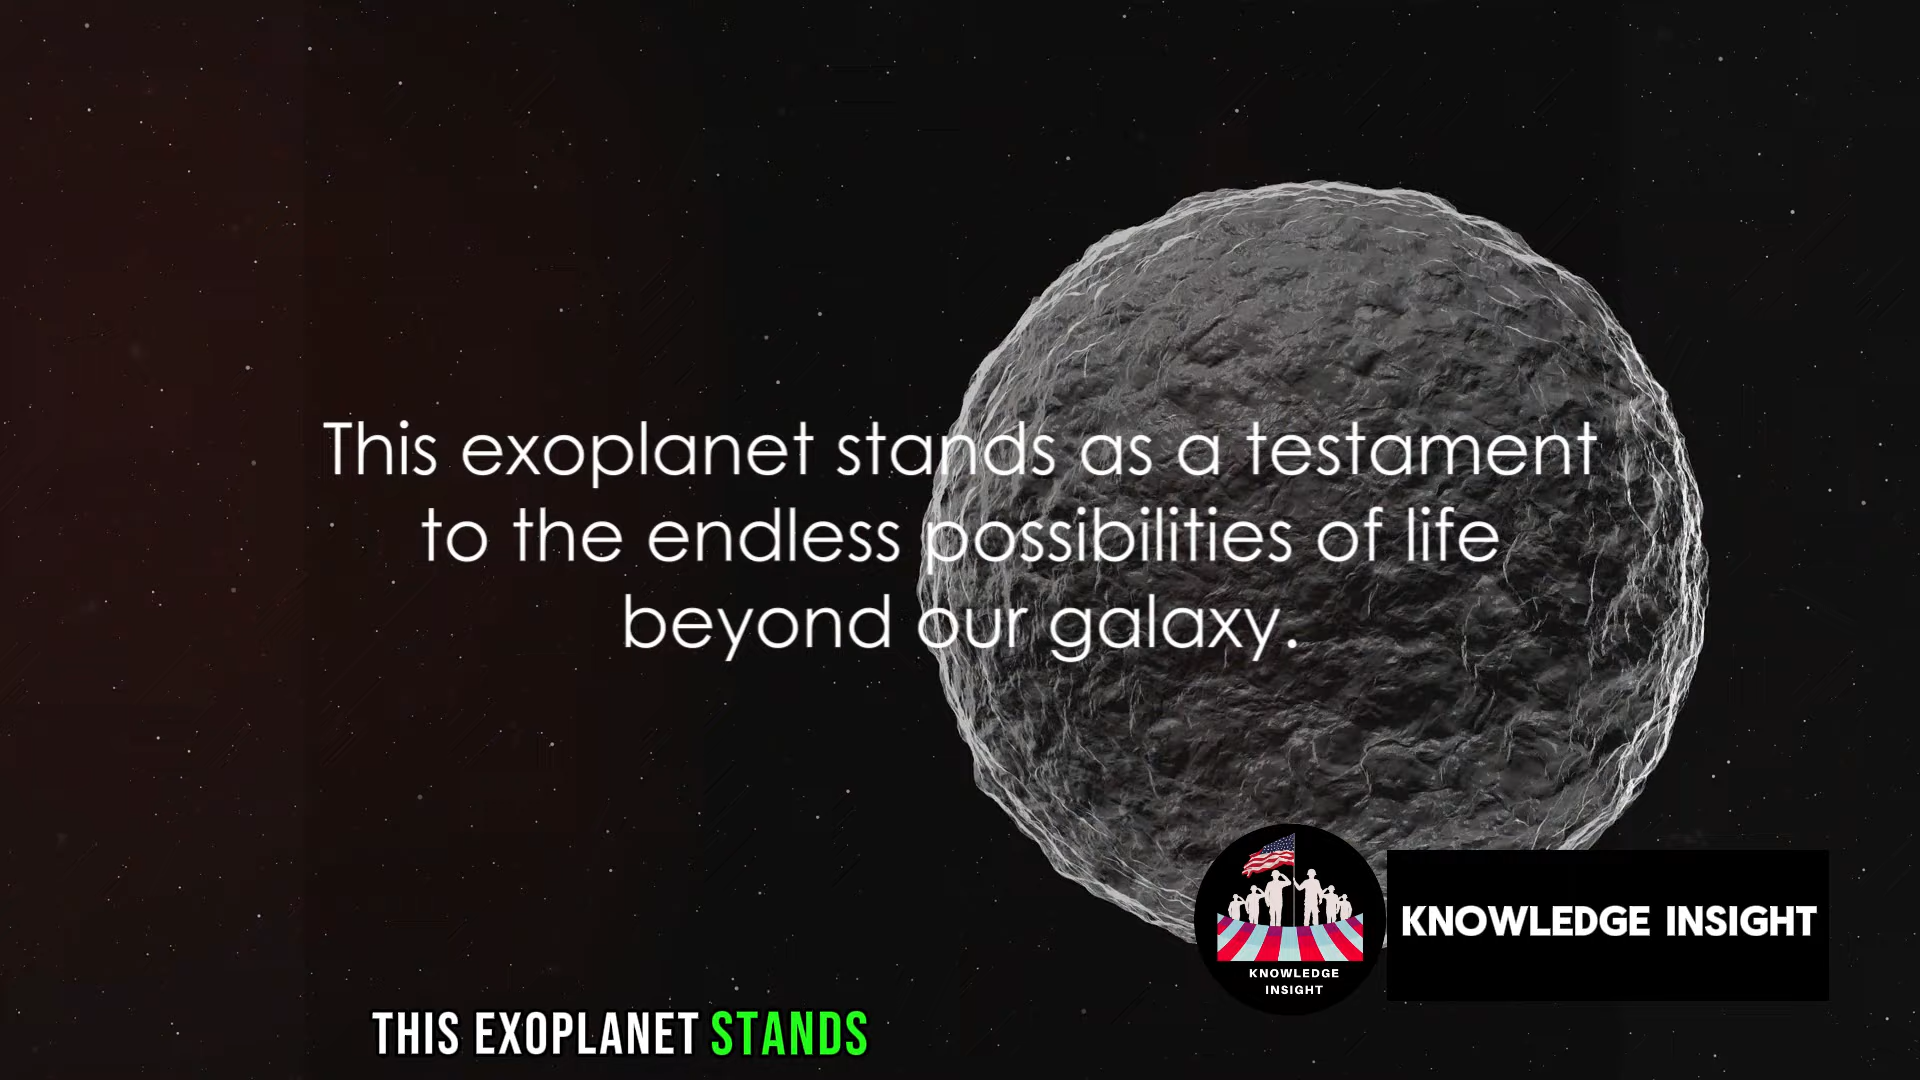 This exoplanet stands as a testament
to the endless possibilities of life
beyond our galaxy.
KNOWLEDGE
INSIGHT
KNOWLEDGE INSIGHT
THIS EXOPLANET STANDS